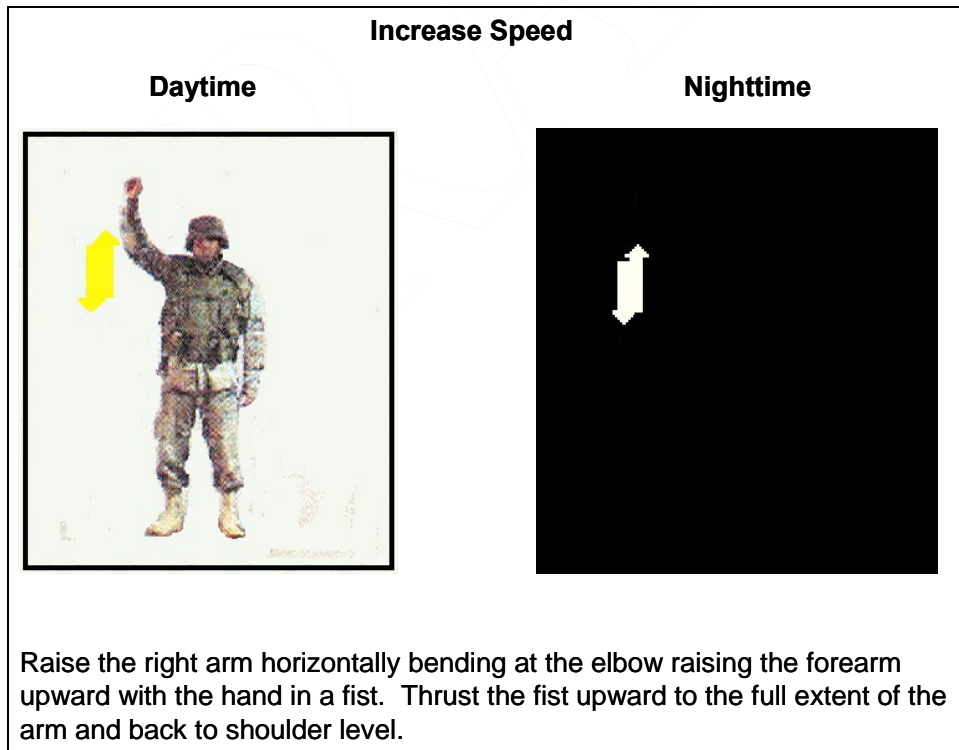 Increase Speed
Daytime
Nighttime
Raise the right arm horizontally bending at the elbow raising the forearm
upward with the hand in a fist.  Thrust the fist upward to the full extent of the
arm and back to shoulder level.